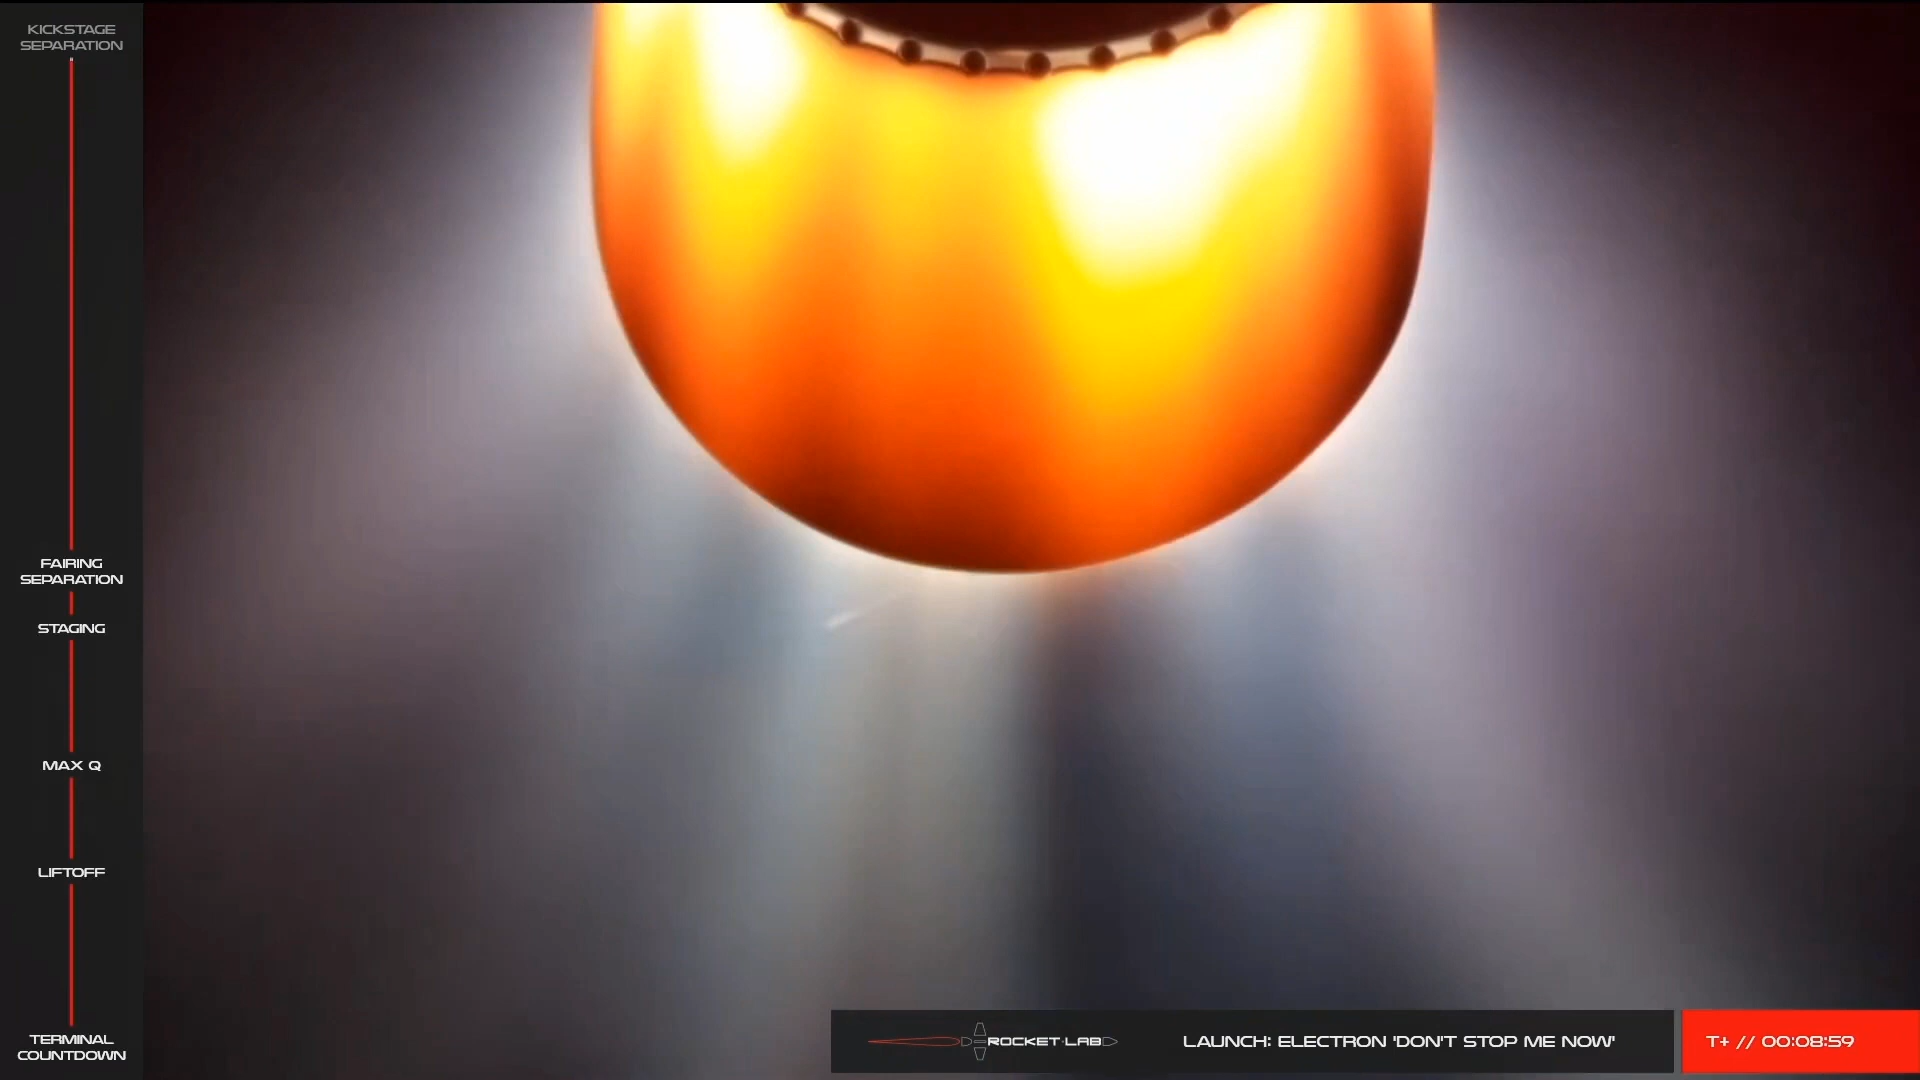 KICKSTAGE
SEPARATION
FAIRING
SEPARATION
STAGING
MAX Q
LIFTOFF
TERMINAL
COUNTDOWN
ROCKET LAB
LAUNCH: ELECTRON 'DON'T STOP ME NOW'
T+ // 00:08:59